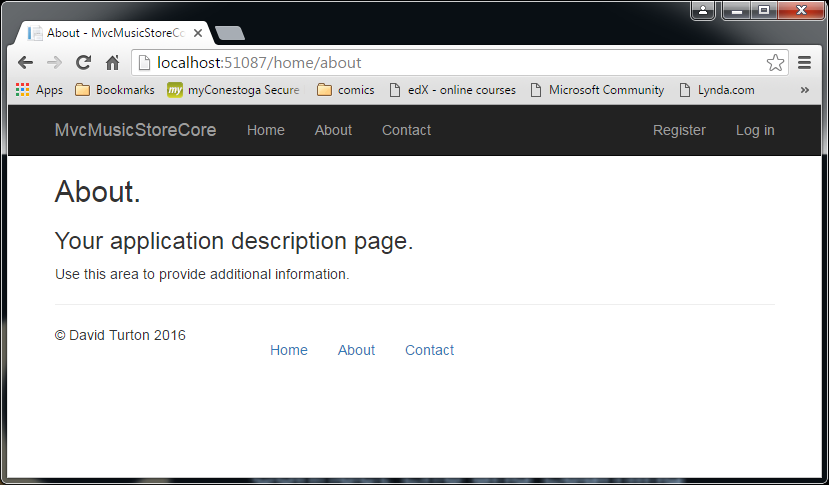 About - MvcMusicStoreCo
localhost:51087/home/about
Apps Bookmarks my myConestoga Secure comics edX - online courses Microsoft Community Lynda.com »
MvcMusicStoreCore Home About Contact Register Log in
About.
Your application description page.
Use this area to provide additional information.
© David Turton 2016
Home About Contact